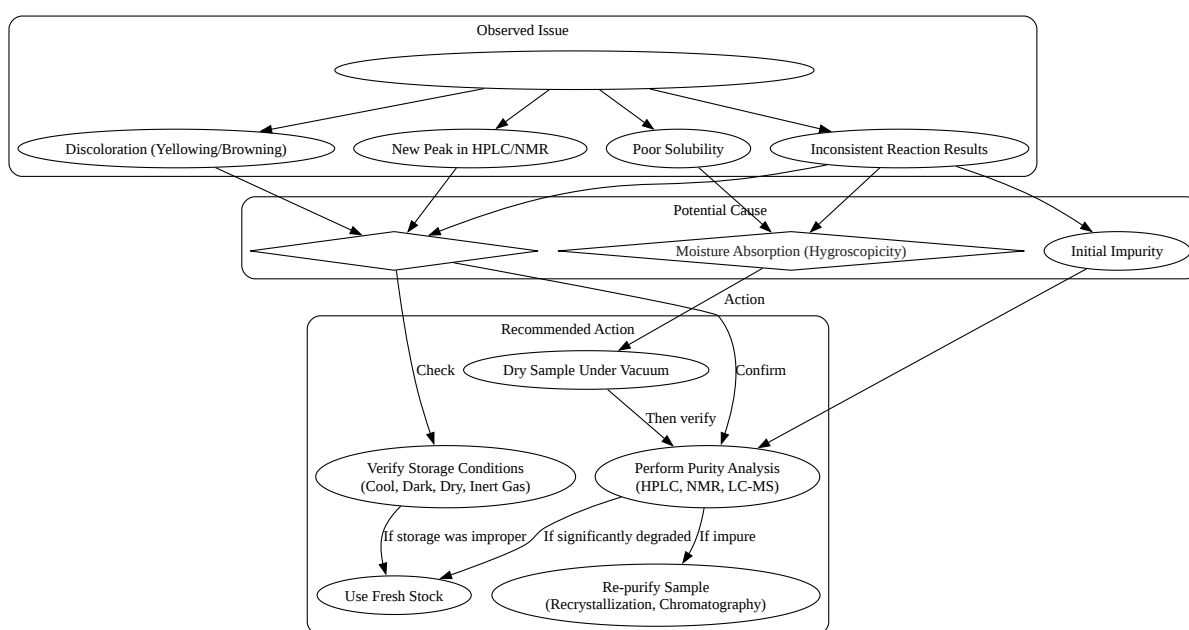 Observed Issue
Discoloration (Yellowing/Browning)
New Peak in HPLC/NMR
Poor Solubility
Inconsistent Reaction Results
Potential Cause
Moisture Absorption (Hygroscopicity)
Initial Impurity
Action
Recommended Action
Check
Dry Sample Under Vacuum
Confirm
Then verify
Verify Storage Conditions
(Cool, Dark, Dry, Inert Gas)
Perform Purity Analysis
(HPLC, NMR, LC-MS)
If storage was improper
If significantly degraded
If impure
Use Fresh Stock
Re-purify Sample
(Recrystallization, Chromatography)